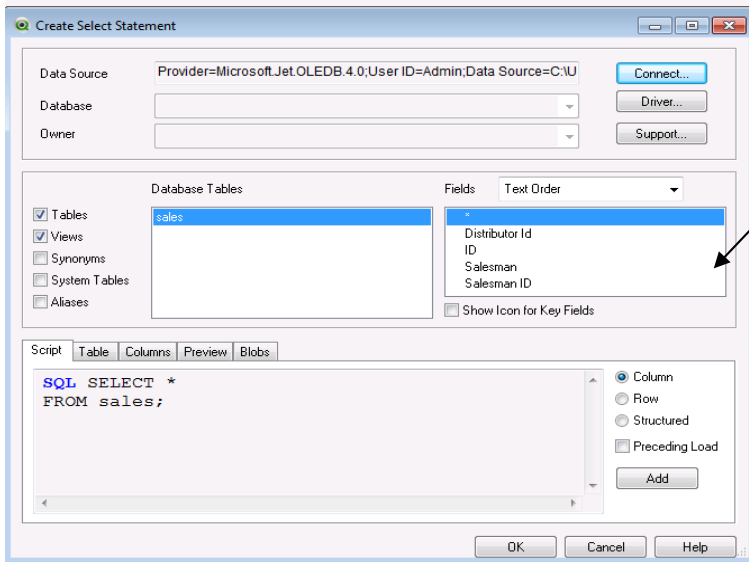 Create Select Statement
Data Source Provider=Microsoft.Jet.OLEDB.4.0;User ID=Admin;Data Source=C:\U Connect...
Database Driver...
Owner Support...
Database Tables Fields Text Order
Tables sales *
Views Distributor Id
Synonyms ID
System Tables Salesman
Aliases Salesman ID
Show Icon for Key Fields
Script Table Columns Preview Blobs
SQL SELECT * Column
FROM sales; Row
Structured
Preceding Load
Add
OK Cancel Help